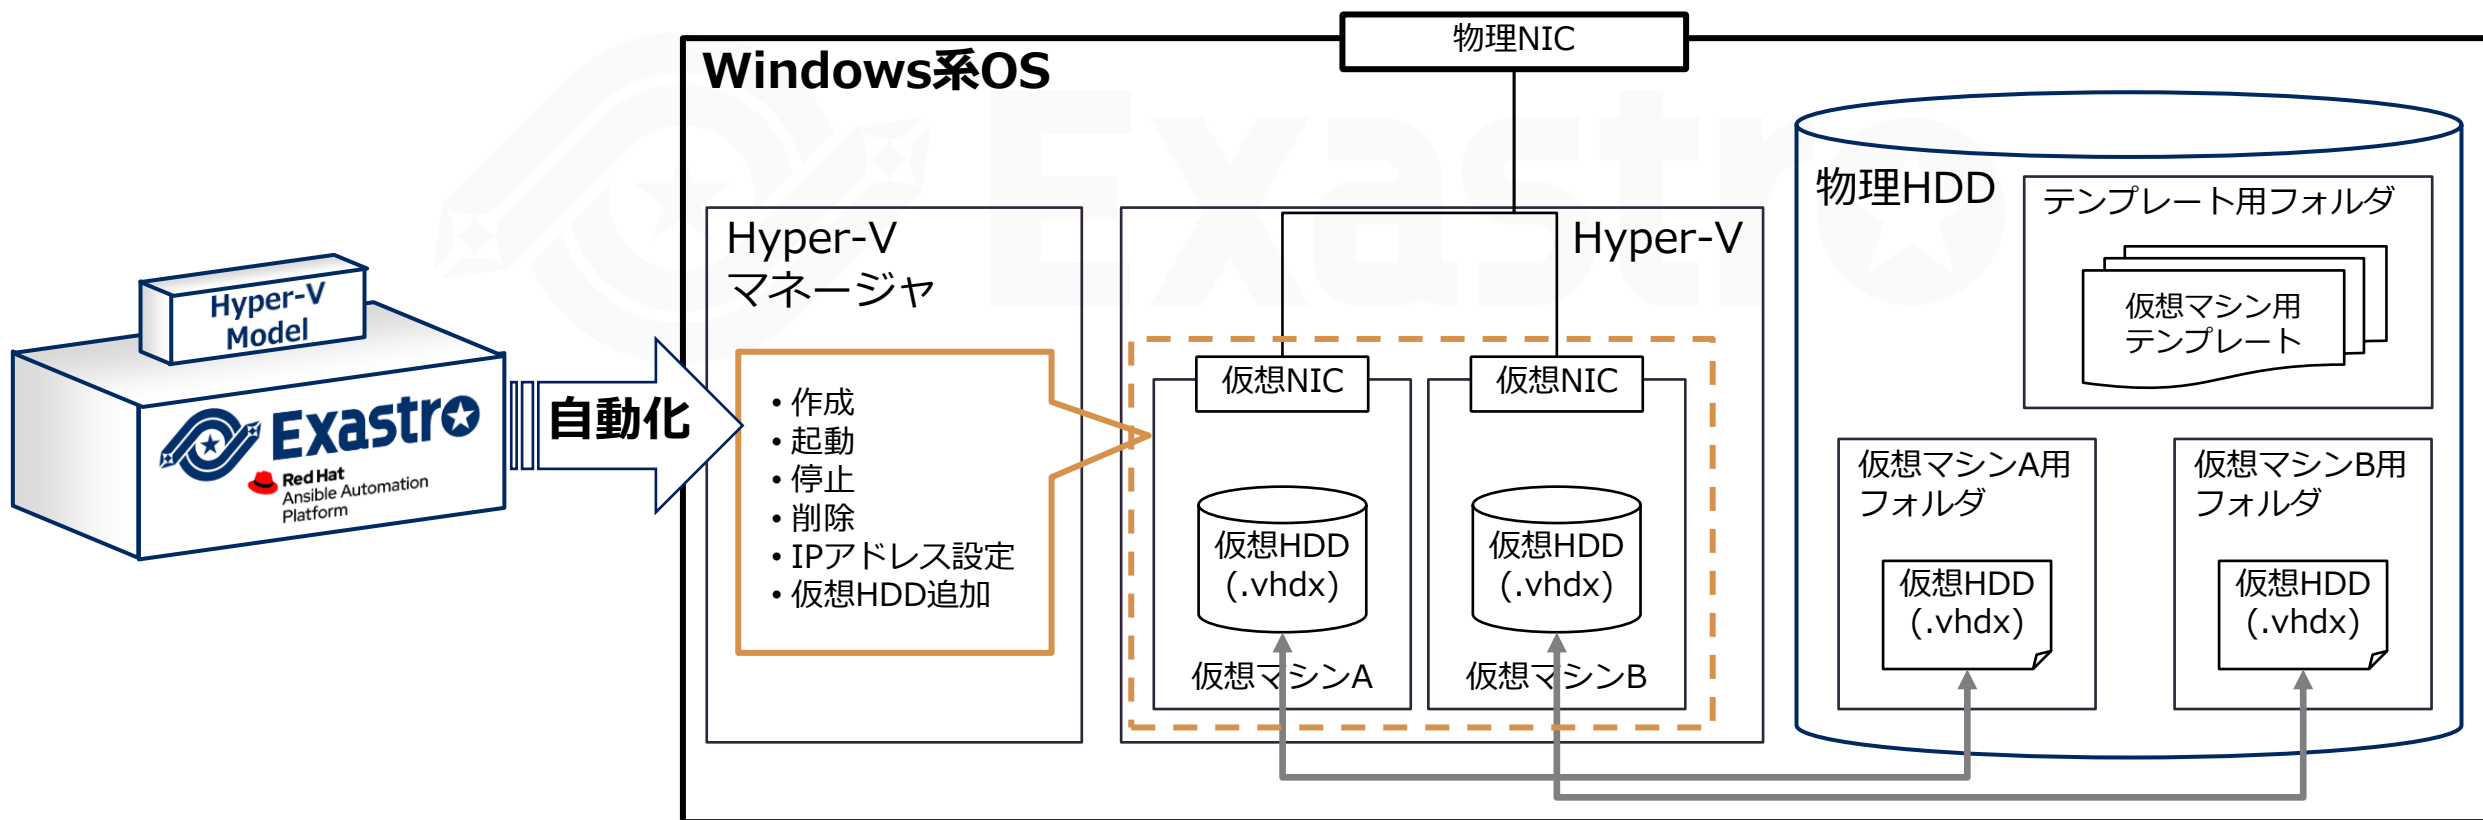 物理NIC
Windows系OS
Hyper-V
マネージャ
・作成
・起動
・停止
・削除
・IPアドレス設定
・仮想HDD追加
Hyper-V
Model
Exastro
Red Hat
Ansible Automation
Platform
自動化
Hyper-V
仮想NIC
仮想HDD
(.vhdx)
仮想マシンA
仮想NIC
仮想HDD
(.vhdx)
仮想マシンB
物理HDD
テンプレート用フォルダ
仮想マシン用
テンプレート
仮想マシンA用
フォルダ
仮想HDD
(.vhdx)
仮想マシンB用
フォルダ
仮想HDD
(.vhdx)
Exastro